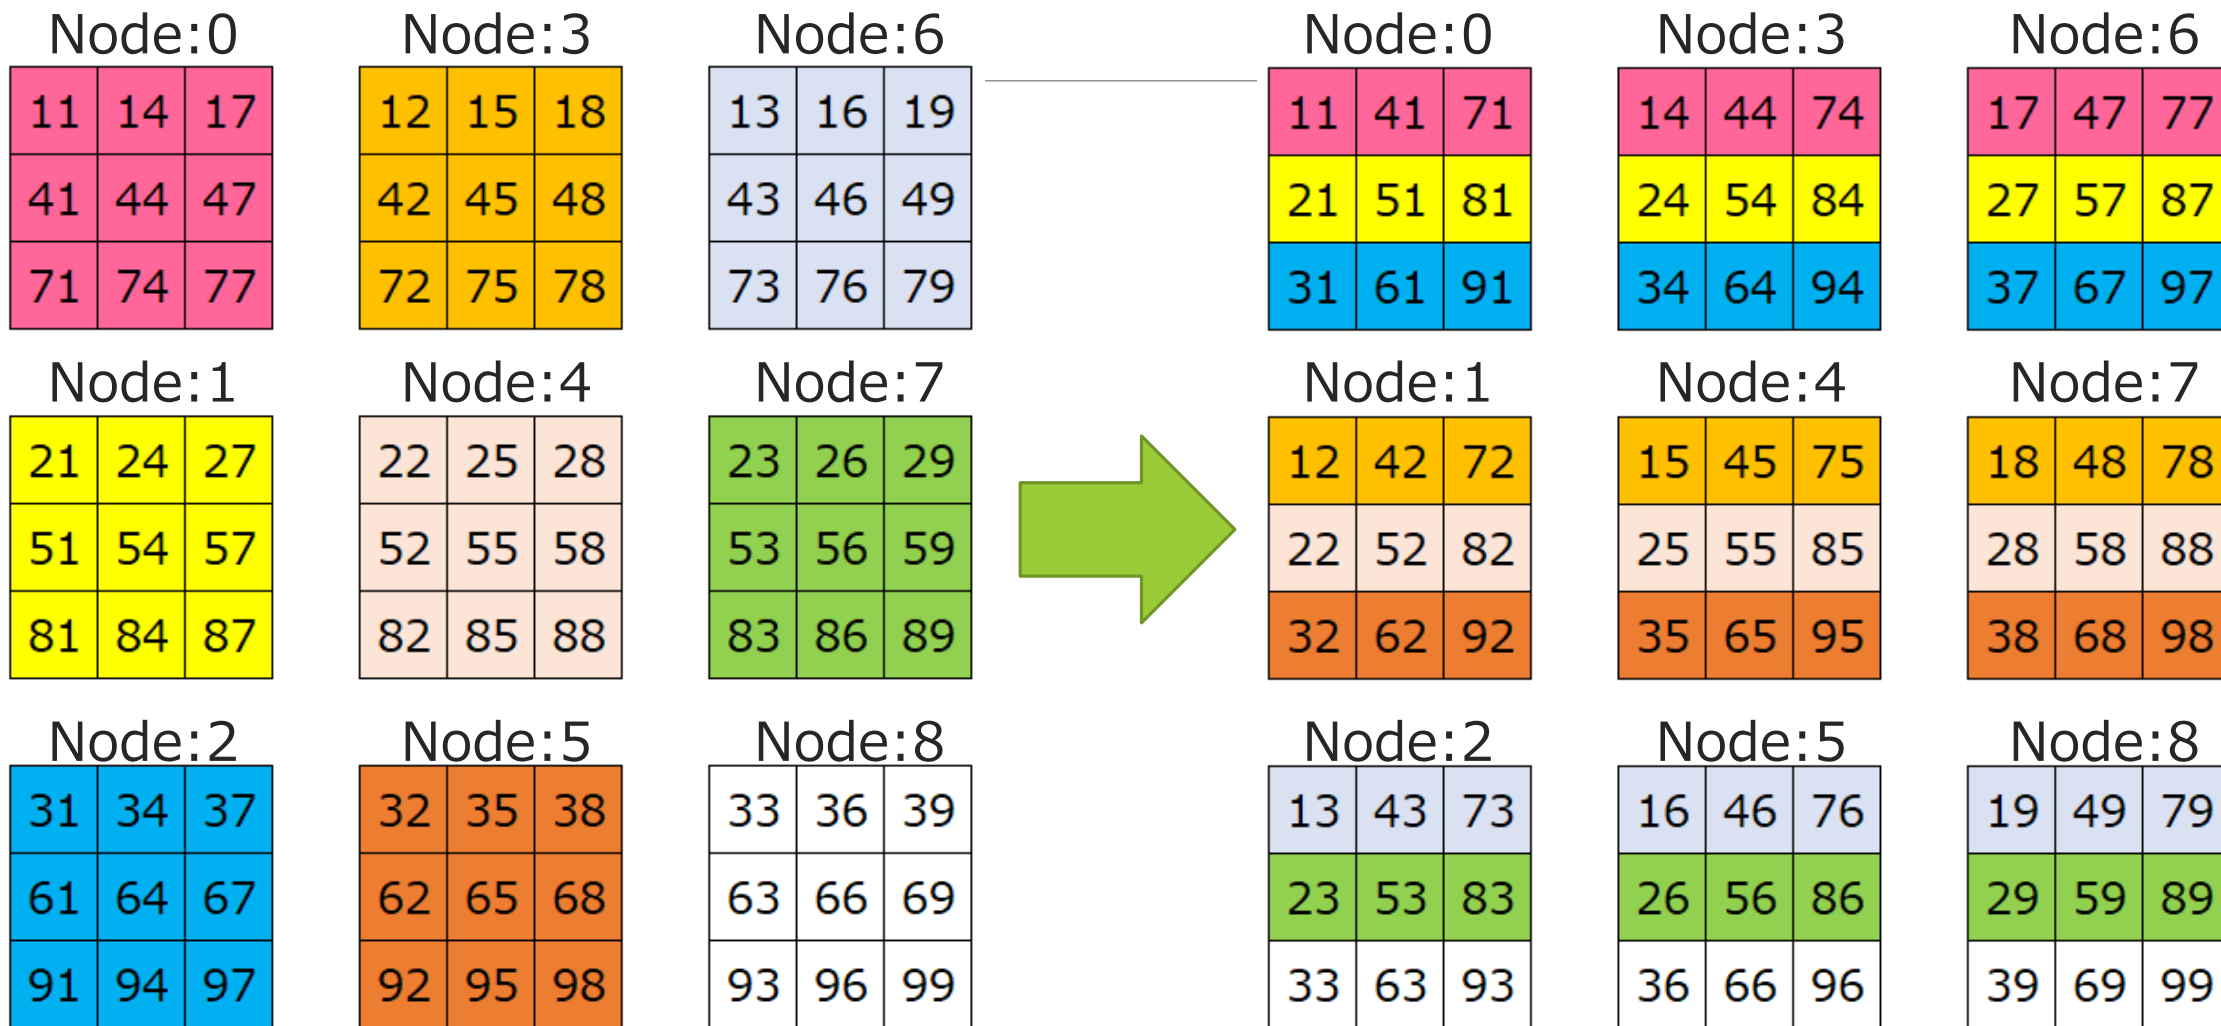 Node:0 Node:3 Node:6 Node:0 Node:3 Node:6
11 14 17 12 15 18 13 16 19 11 41 71 14 44 74 17 47 77
41 44 47 42 45 48 43 46 49 21 51 81 24 54 84 27 57 87
71 74 77 72 75 78 73 76 79 31 61 91 34 64 94 37 67 97
Node:1 Node:4 Node:7 Node:1 Node:4 Node:7
21 24 27 22 25 28 23 26 29 12 42 72 15 45 75 18 48 78
51 54 57 52 55 58 53 56 59 22 52 82 25 55 85 28 58 88
81 84 87 82 85 88 83 86 89 32 62 92 35 65 95 38 68 98
Node:2 Node:5 Node:8 Node:2 Node:5 Node:8
31 34 37 32 35 38 33 36 39 13 43 73 16 46 76 19 49 79
61 64 67 62 65 68 63 66 69 23 53 83 26 56 86 29 59 89
91 94 97 92 95 98 93 96 99 33 63 93 36 66 96 39 69 99